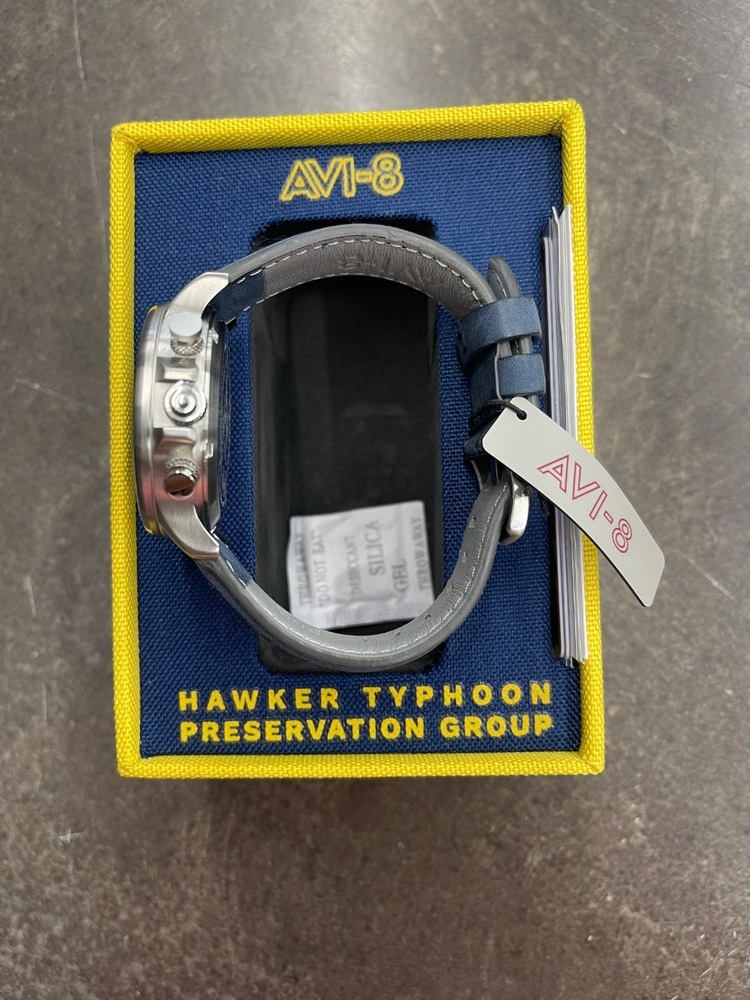 AVI-8
AVI-8
THROW AWAY
"DO NOT EAT"
DESICCANT
SILICA
GEL
THROW AWAY
HAWKER TYPHOON
PRESERVATION GROUP